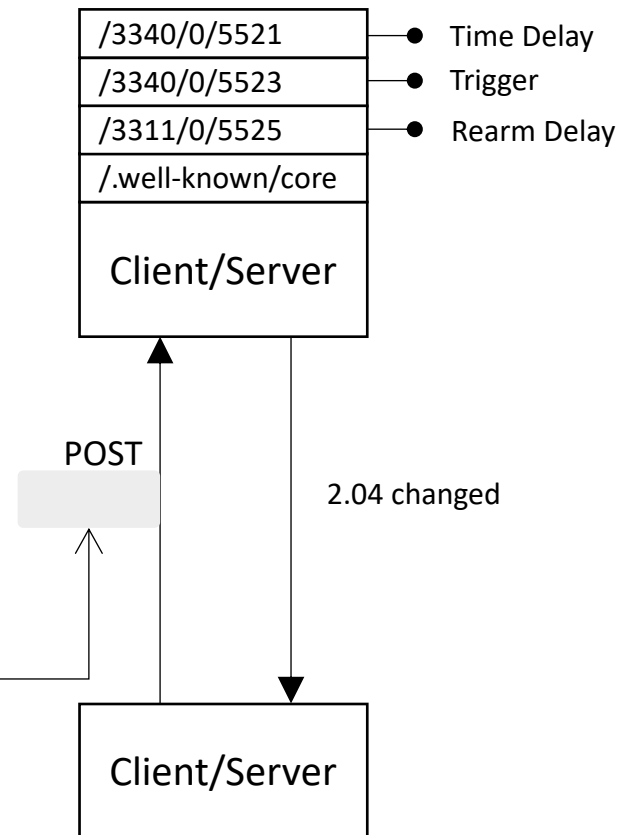 /3340/0/5521
Time Delay
/3340/0/5523
Trigger
/3311/0/5525
Rearm Delay
/.well-known/core
Client/Server
POST
2.04 changed
Client/Server